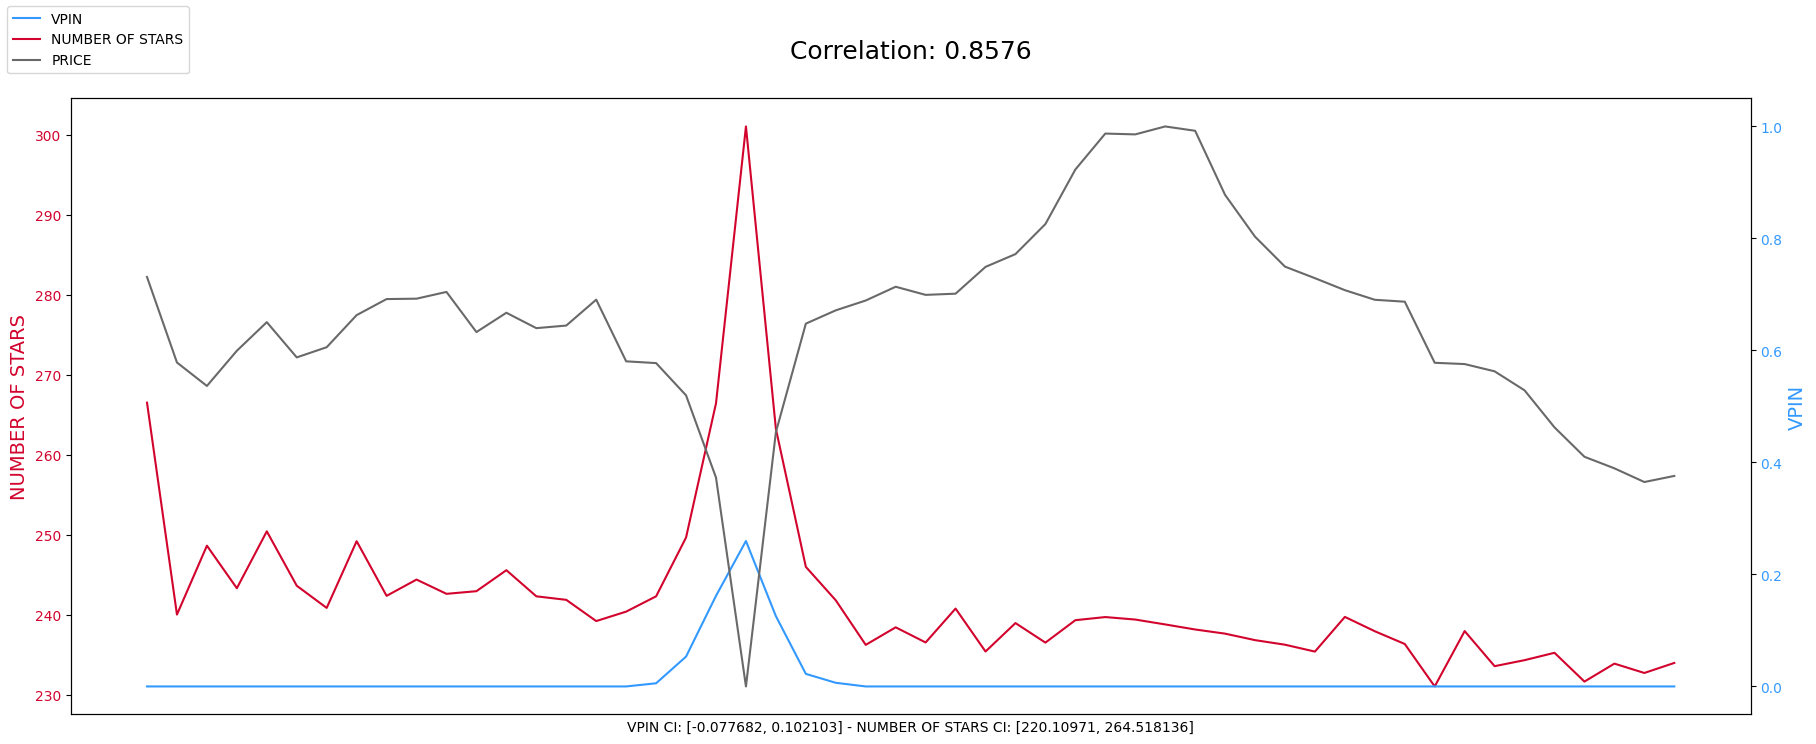 VPIN
NUMBER OF STARS
PRICE
Correlation: 0.8576
300
290
280
270
260
250
240
230
NUMBER OF STARS
1.0
0.8
0.6
0.4
0.2
0.0
VPIN
VPIN CI: [-0.077682, 0.102103] - NUMBER OF STARS CI: [220.10971, 264.518136]